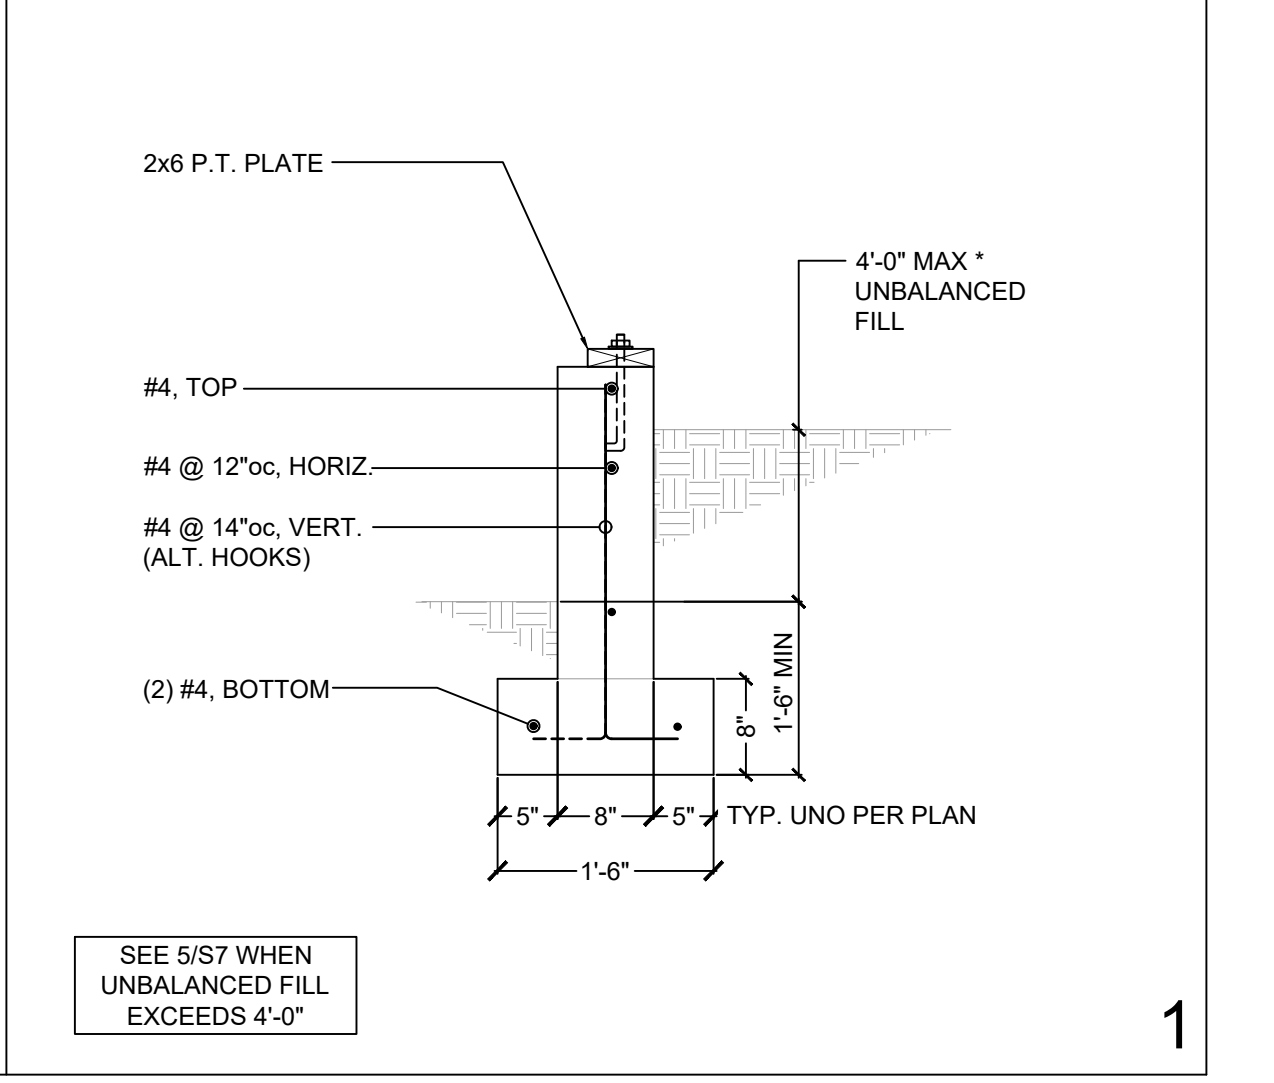 2x6 P.T. PLATE
4'-0" MAX *
UNBALANCED
FILL
#4, TOP
#4 @ 12"oc, HORIZ.
#4 @ 14"oc, VERT.
(ALT. HOOKS)
(2) #4, BOTTOM
8"
1'-6" MIN
5"
8"
5"
TYP. UNO PER PLAN
1'-6"
SEE 5/S7 WHEN
UNBALANCED FILL
EXCEEDS 4'-0"
1